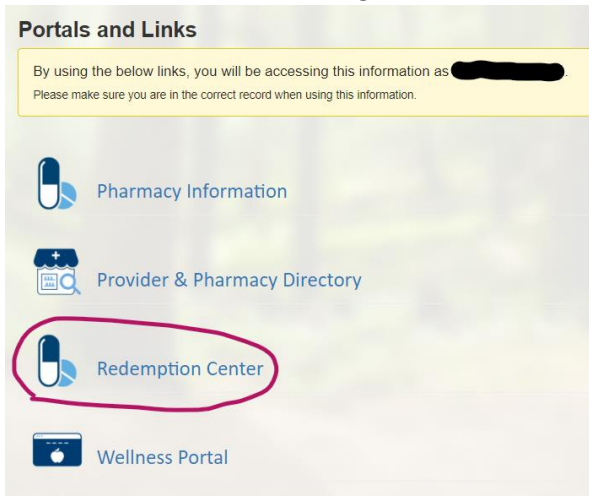 Portals and Links
By using the below links, you will be accessing this information as
Please make sure you are in the correct record when using this information.
Pharmacy Information
Provider & Pharmacy Directory
Redemption Center
Wellness Portal